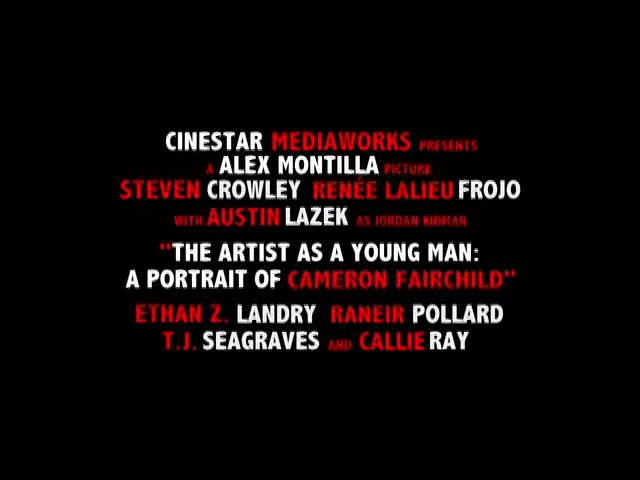 CINESTAR MEDIAWORKS PRESENTS
A ALEX MONTILLA PICTURE
STEVEN CROWLEY RENÉE LALIEU FROJO
WITH AUSTIN LAZEK AS JORDAN KIDMAN
"THE ARTIST AS A YOUNG MAN:
A PORTRAIT OF CAMERON FAIRCHILD"
ETHAN Z. LANDRY RANEIR POLLARD
T.J. SEAGRAVES AND CALLIE RAY